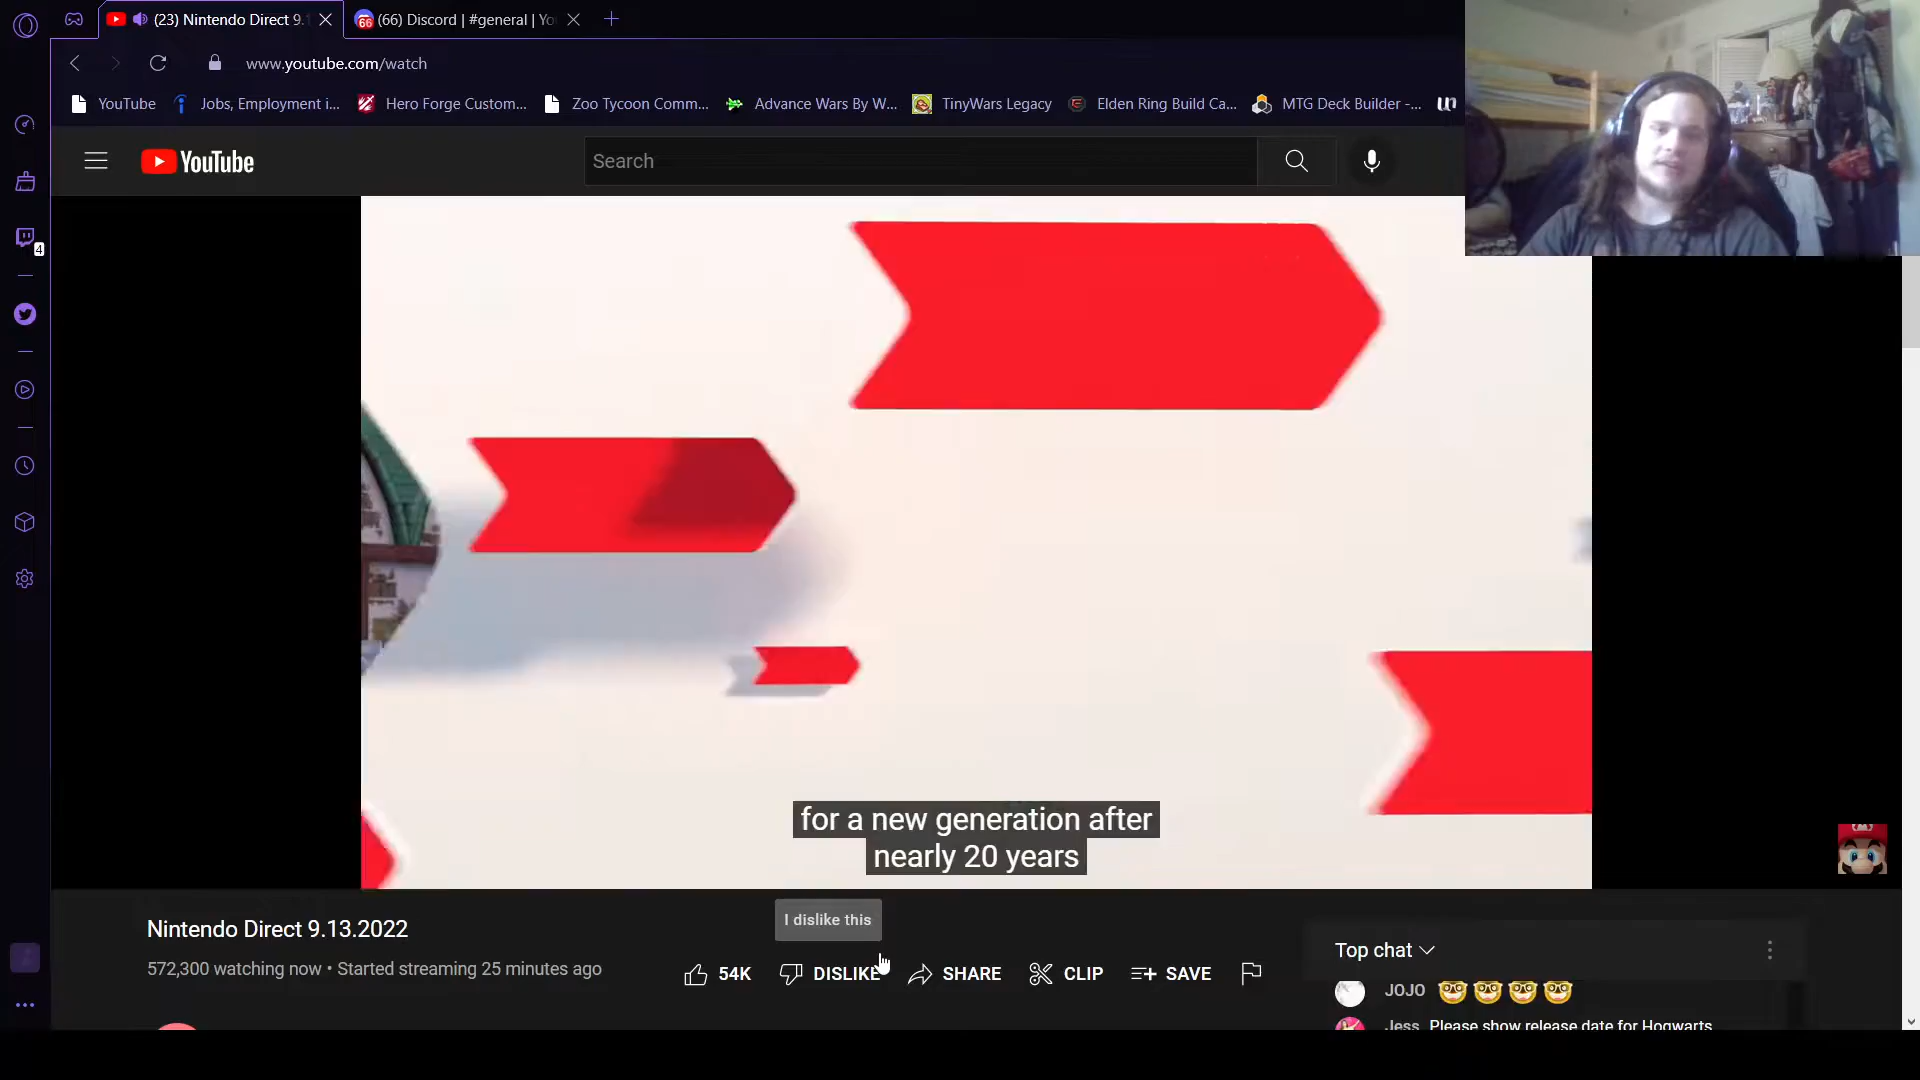 (23) Nintendo Direct 9.
66
(66) Discord | #general | Yo
www.youtube.com/watch
YouTube
Jobs, Employment i...
Hero Forge Custom...
Zoo Tycoon Comm...
Advance Wars By W...
TinyWars Legacy
Elden Ring Build Ca...
MTG Deck Builder -...
YouTube
Search
4
for a new generation after
nearly 20 years
M
I dislike this
Nintendo Direct 9.13.2022
572,300 watching now • Started streaming 25 minutes ago
54K
DISLIKE
SHARE
CLIP
SAVE
Top chat
JOJO
Jess Please show release date for Hogwarts